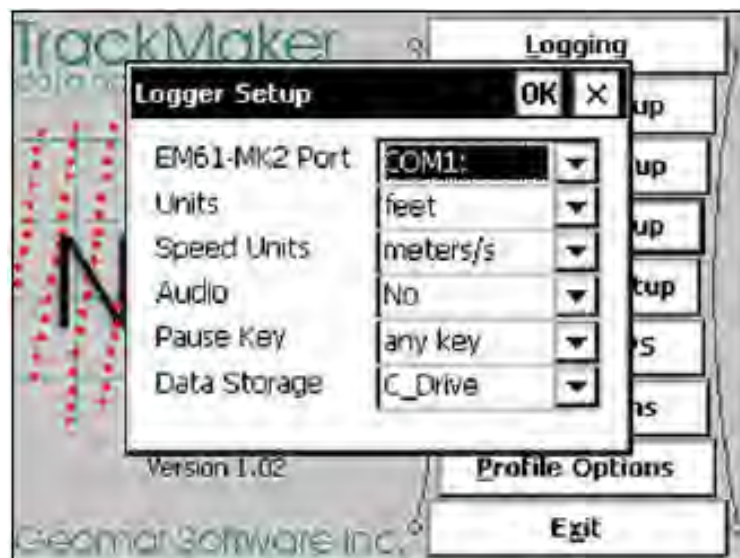 TrackMaker
Logging
Logger Setup
OK
×
up
EM61-MK2 Port
COM1:
up
Units
feet
Speed Units
meters/s
up
Audio
No
tup
Pause Key
any key
Data Storage
C_Drive
Version 1.02
Profile Options
Geomar Software Inc.
Exit